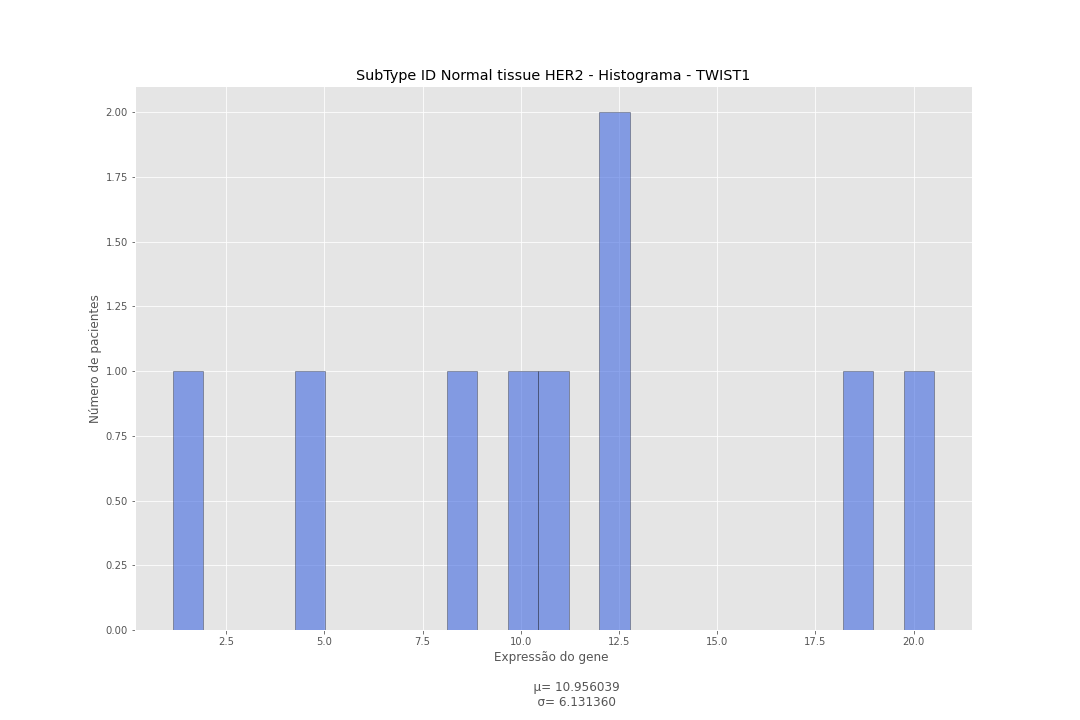 SubType ID Normal tissue HER2 - Histograma - TWIST1
2.00
1.75
1.50
1.25
1.00
0.75
0.50
0.25
0.00
Número de pacientes
2.5 5.0 7.5 10.0 12.5 15.0 17.5 20.0
Expressão do gene
μ= 10.956039
σ= 6.131360